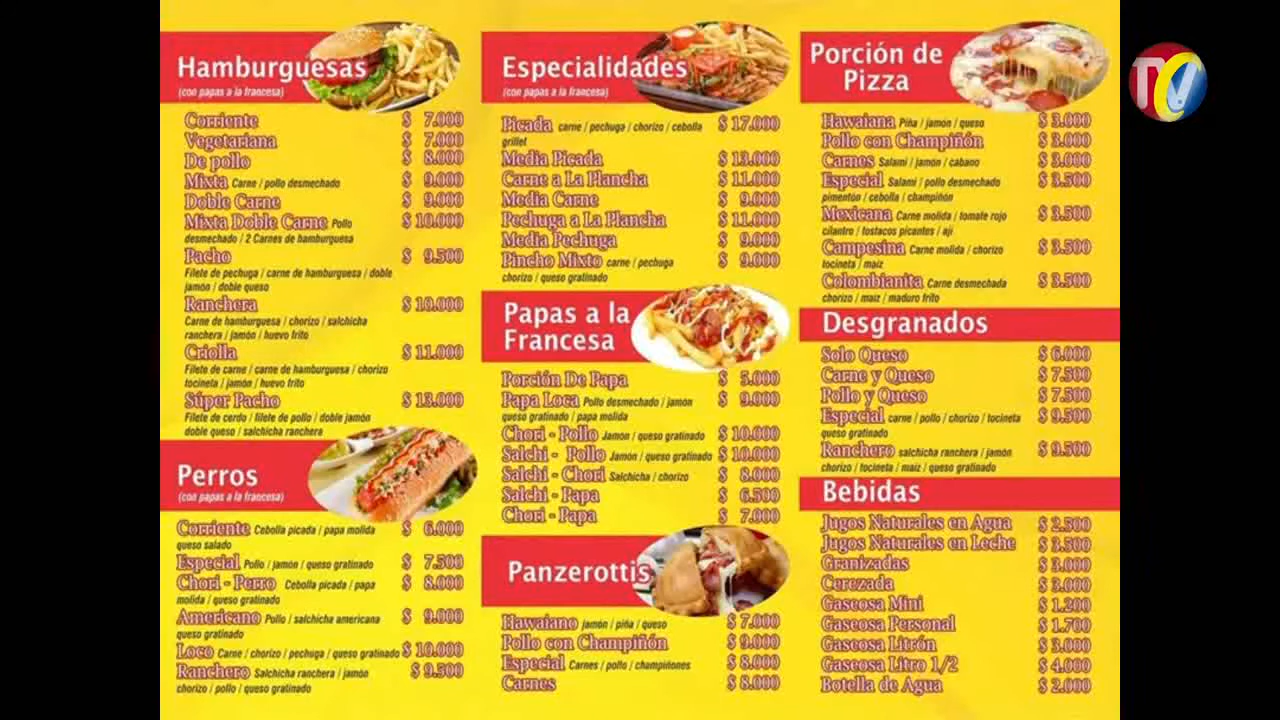 Hamburguesas
(con papas a la francesa)
Corriente $ 7.000
Vegetariana $ 7.000
De pollo $ 8.000
Mixta Carne / pollo desmechado $ 9.000
Doble Carne $ 9.000
Mixta Doble Carne Pollo $ 10.000
desmechado / 2 Carnes de hamburguesa
Pacho $ 9.500
Filete de pechuga / carne de hamburguesa / doble
jamón / doble queso
Ranchera $ 10.000
Carne de hamburguesa / chorizo / salchicha
ranchera / jamón / huevo frito
Criolla $ 11.000
Filete de carne / carne de hamburguesa / chorizo
tocineta / jamón / huevo frito
Súper Pacho $ 13.000
Filete de cerdo / filete de pollo / doble jamón
doble queso / salchicha ranchera
Perros
(con papas a la francesa)
Corriente Cebolla picada / papa molida $ 6.000
queso salado
Especial Pollo / jamón / queso gratinado $ 7.500
Chori - Perro Cebolla picada / papa $ 8.000
molida / queso gratinado
Americano Pollo / salchicha americana $ 9.000
queso gratinado
Loco Carne / chorizo / pechuga / queso gratinado $ 10.000
Ranchero Salchicha ranchera / jamón $ 9.500
chorizo / pollo / queso gratinado
Especialidades
(con papas a la francesa)
Picada carne / pechuga / chorizo / cebolla $ 17.000
grillet
Media Picada $ 13.000
Carne a La Plancha $ 11.000
Media Carne $ 9.000
Pechuga a La Plancha $ 11.000
Media Pechuga $ 9.000
Pincho Mixto carne / pechuga $ 9.000
chorizo / queso gratinado
Papas a la
Francesa
Porción De Papa $ 5.000
Papa Loca Pollo desmechado / jamón $ 9.000
queso gratinado / papa molida
Chori - Pollo Jamón / queso gratinado $ 10.000
Salchi - Pollo Jamón / queso gratinado $ 10.000
Salchi - Chori Salchicha / chorizo $ 8.000
Salchi - Papa $ 6.500
Chori - Papa $ 7.000
Panzerottis
Hawaiano jamón / piña / queso $ 7.000
Pollo con Champiñón $ 9.000
Especial Carnes / pollo / champiñones $ 8.000
Carnes $ 8.000
Porción de
Pizza
Hawaiana Piña / jamón / queso $ 3.000
Pollo con Champiñón $ 3.000
Carnes Salami / jamón / cabano $ 3.000
Especial Salami / pollo desmechado $ 3.500
pimentón / cebolla / champiñón
Mexicana Carne molida / tomate rojo $ 3.500
cilantro / tostacos picantes / ají
Campesina Carne molida / chorizo $ 3.500
tocineta / maíz
Colombianita Carne desmechada $ 3.500
chorizo / maíz / maduro frito
Desgranados
Solo Queso $ 6.000
Carne y Queso $ 7.500
Pollo y Queso $ 7.500
Especial carne / pollo / chorizo / tocineta $ 9.500
queso gratinado
Ranchero salchicha ranchera / jamón $ 9.500
chorizo / tocineta / maíz / queso gratinado
Bebidas
Jugos Naturales en Agua $ 2.500
Jugos Naturales en Leche $ 3.500
Granizadas $ 3.000
Cerezada $ 3.000
Gaseosa Mini $ 1.200
Gaseosa Personal $ 1.700
Gaseosa Litrón $ 3.000
Gaseosa Litro 1/2 $ 4.000
Botella de Agua $ 2.000